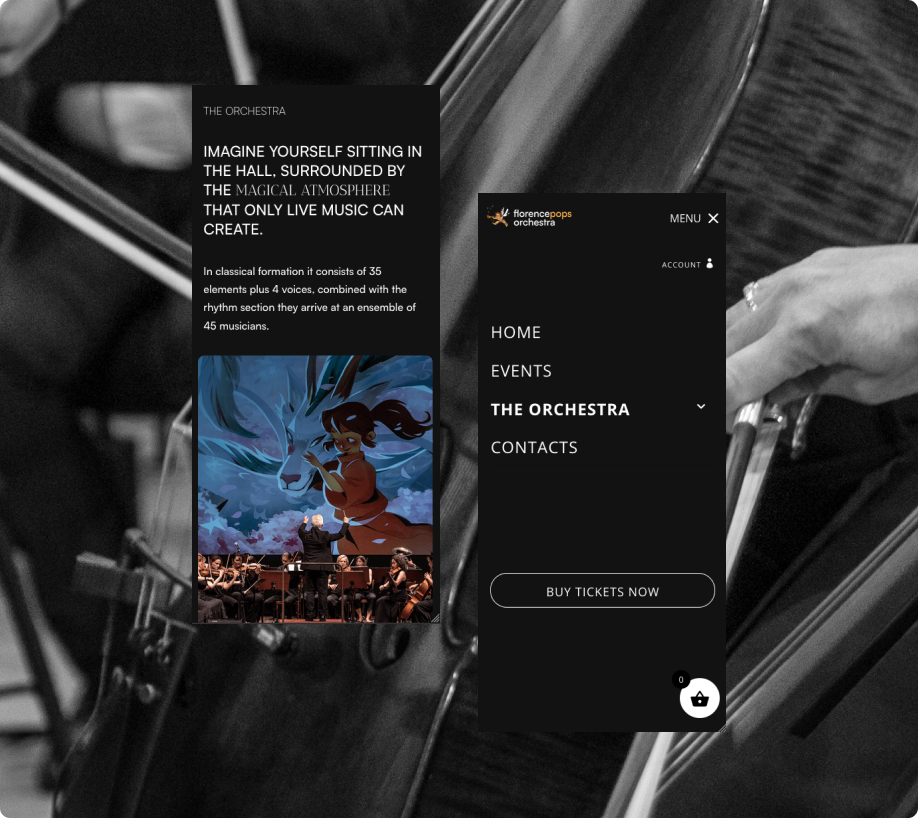 THE ORCHESTRA
IMAGINE YOURSELF SITTING IN
THE HALL, SURROUNDED BY
THE MAGICAL ATMOSPHERE
THAT ONLY LIVE MUSIC CAN
CREATE.
In classical formation it consists of 35
elements plus 4 voices, combined with the
rhythm section they arrive at an ensemble of
45 musicians.
florencepops
orchestra
MENU
ACCOUNT
HOME
EVENTS
THE ORCHESTRA
CONTACTS
BUY TICKETS NOW
0